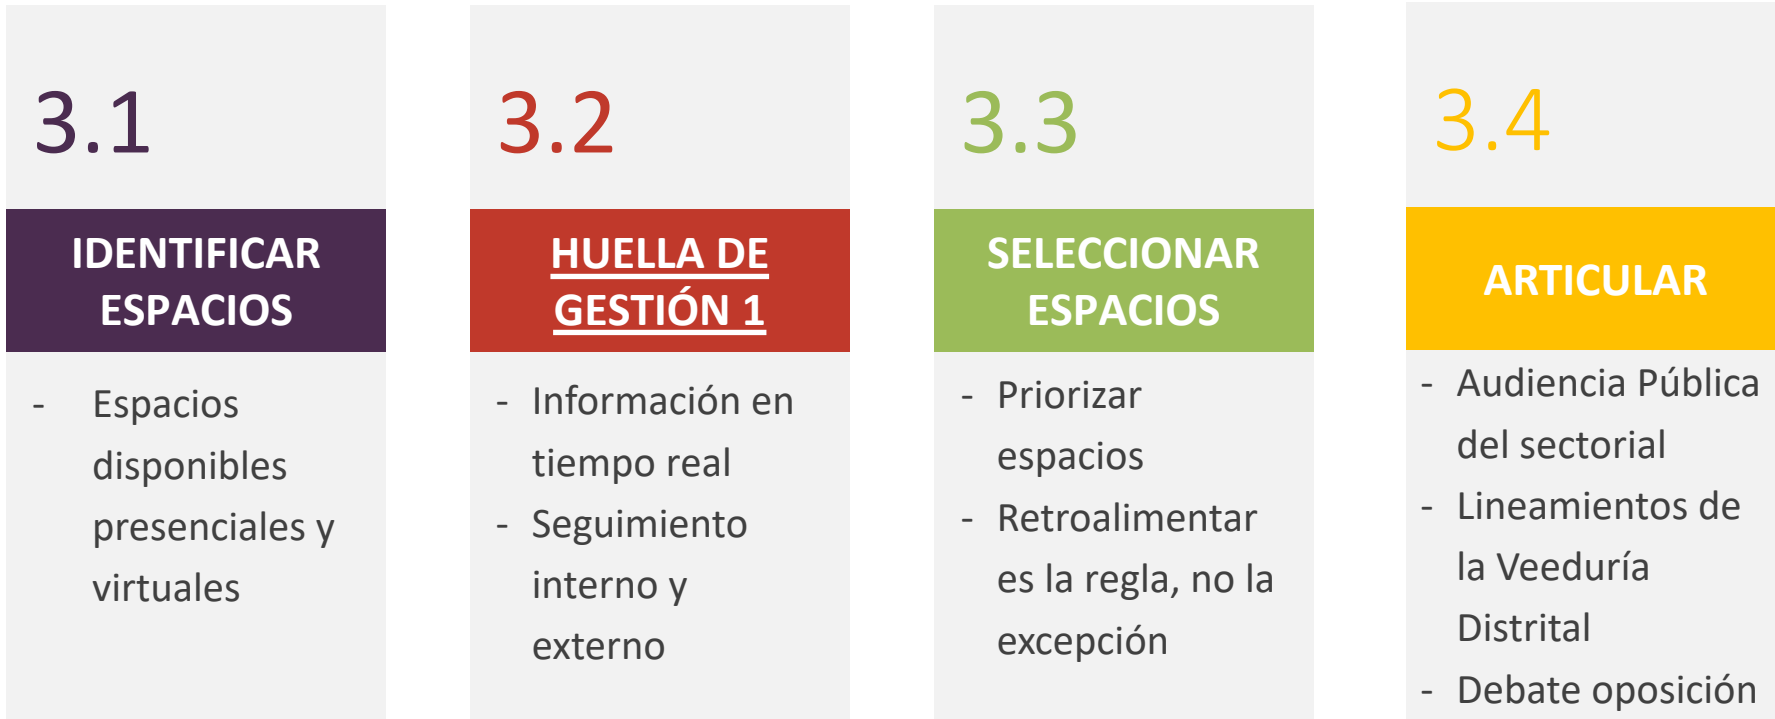 3.1
IDENTIFICAR
ESPACIOS
- Espacios
disponibles
presenciales y
virtuales
3.2
HUELLA DE
GESTIÓN 1
- Información en
tiempo real
- Seguimiento
interno y
externo
3.3
SELECCIONAR
ESPACIOS
- Priorizar
espacios
- Retroalimentar
es la regla, no la
excepción
3.4
ARTICULAR
- Audiencia Pública
del sectorial
- Lineamientos de
la Veeduría
Distrital
- Debate oposición